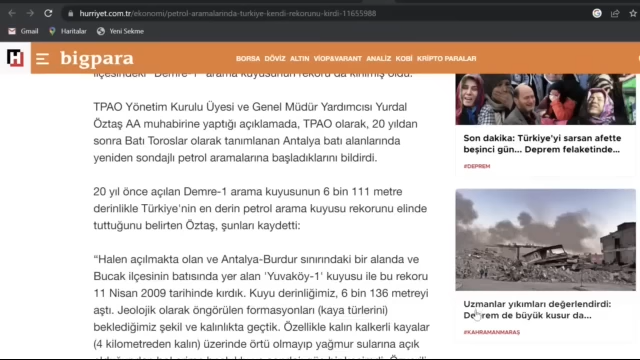 hurriyet.com.tr/ekonomi/petrol-aramalarinda-turkiye-kendi-rekorunu-kirdi-11655988
Gmail
Haritalar
Yeni Sekme
H
bigpara
BORSA DÖVİZ ALTIN VİOP&VARANT ANALİZ KOBİ KRİPTO PARALAR
ilçesindeki "Demre-1" arama kuyusunun rekoru da kırılmış oldu.
TPAO Yönetim Kurulu Üyesi ve Genel Müdür Yardımcısı Yurdal
Öztaş AA muhabirine yaptığı açıklamada, TPAO olarak, 20 yıldan
sonra Batı Toroslar olarak tanımlanan Antalya batı alanlarında
yeniden sondajlı petrol aramalarına başladıklarını bildirdi.
20 yıl önce açılan Demre-1 arama kuyusunun 6 bin 111 metre
derinlikle Türkiye'nin en derin petrol arama kuyusu rekorunu elinde
tuttuğunu belirten Öztaş, şunları kaydetti:
"Halen açılmakta olan ve Antalya-Burdur sınırındaki bir alanda ve
Bucak ilçesinin batısında yer alan 'Yuvaköy-1' kuyusu ile bu rekoru
11 Nisan 2009 tarihinde kırdık. Kuyu derinliğimiz, 6 bin 136 metreyi
aştı. Jeolojik olarak öngörülen formasyonları (kaya türlerini)
beklediğimiz şekil ve kalınlıkta geçtik. Özellikle kalın kalkerli kayalar
(4 kilometreden kalın) üzerinde örtü olmayıp yağmur sularına açık
Son dakika: Türkiye'yi sarsan afette
beşinci gün... Deprem felaketinde...
#DEPREM
Uzmanlar yıkımları değerlendirdi:
Deprem de büyük kusur da...
#KAHRAMANMARAŞ